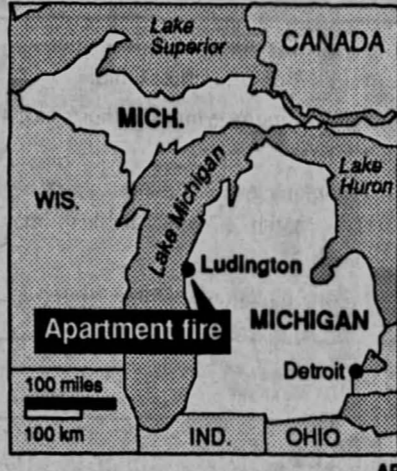 Lake
Superior
CANADA
MICH.
Lake
Huron
WIS.
Lake Michigan
Ludington
Apartment fire
MICHIGAN
Detroit
100 miles
100 km
IND.
OHIO